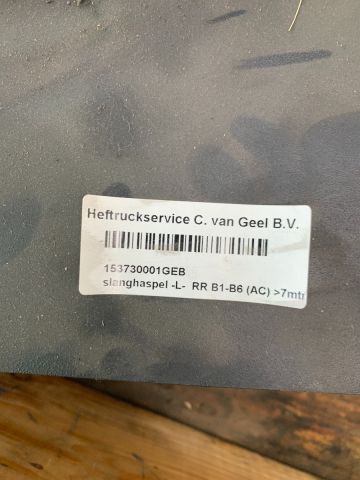 Heftruckservice C. van Geel B.V.
153730001GEB
slanghaspel -L- RR B1-B6 (AC) >7mtr